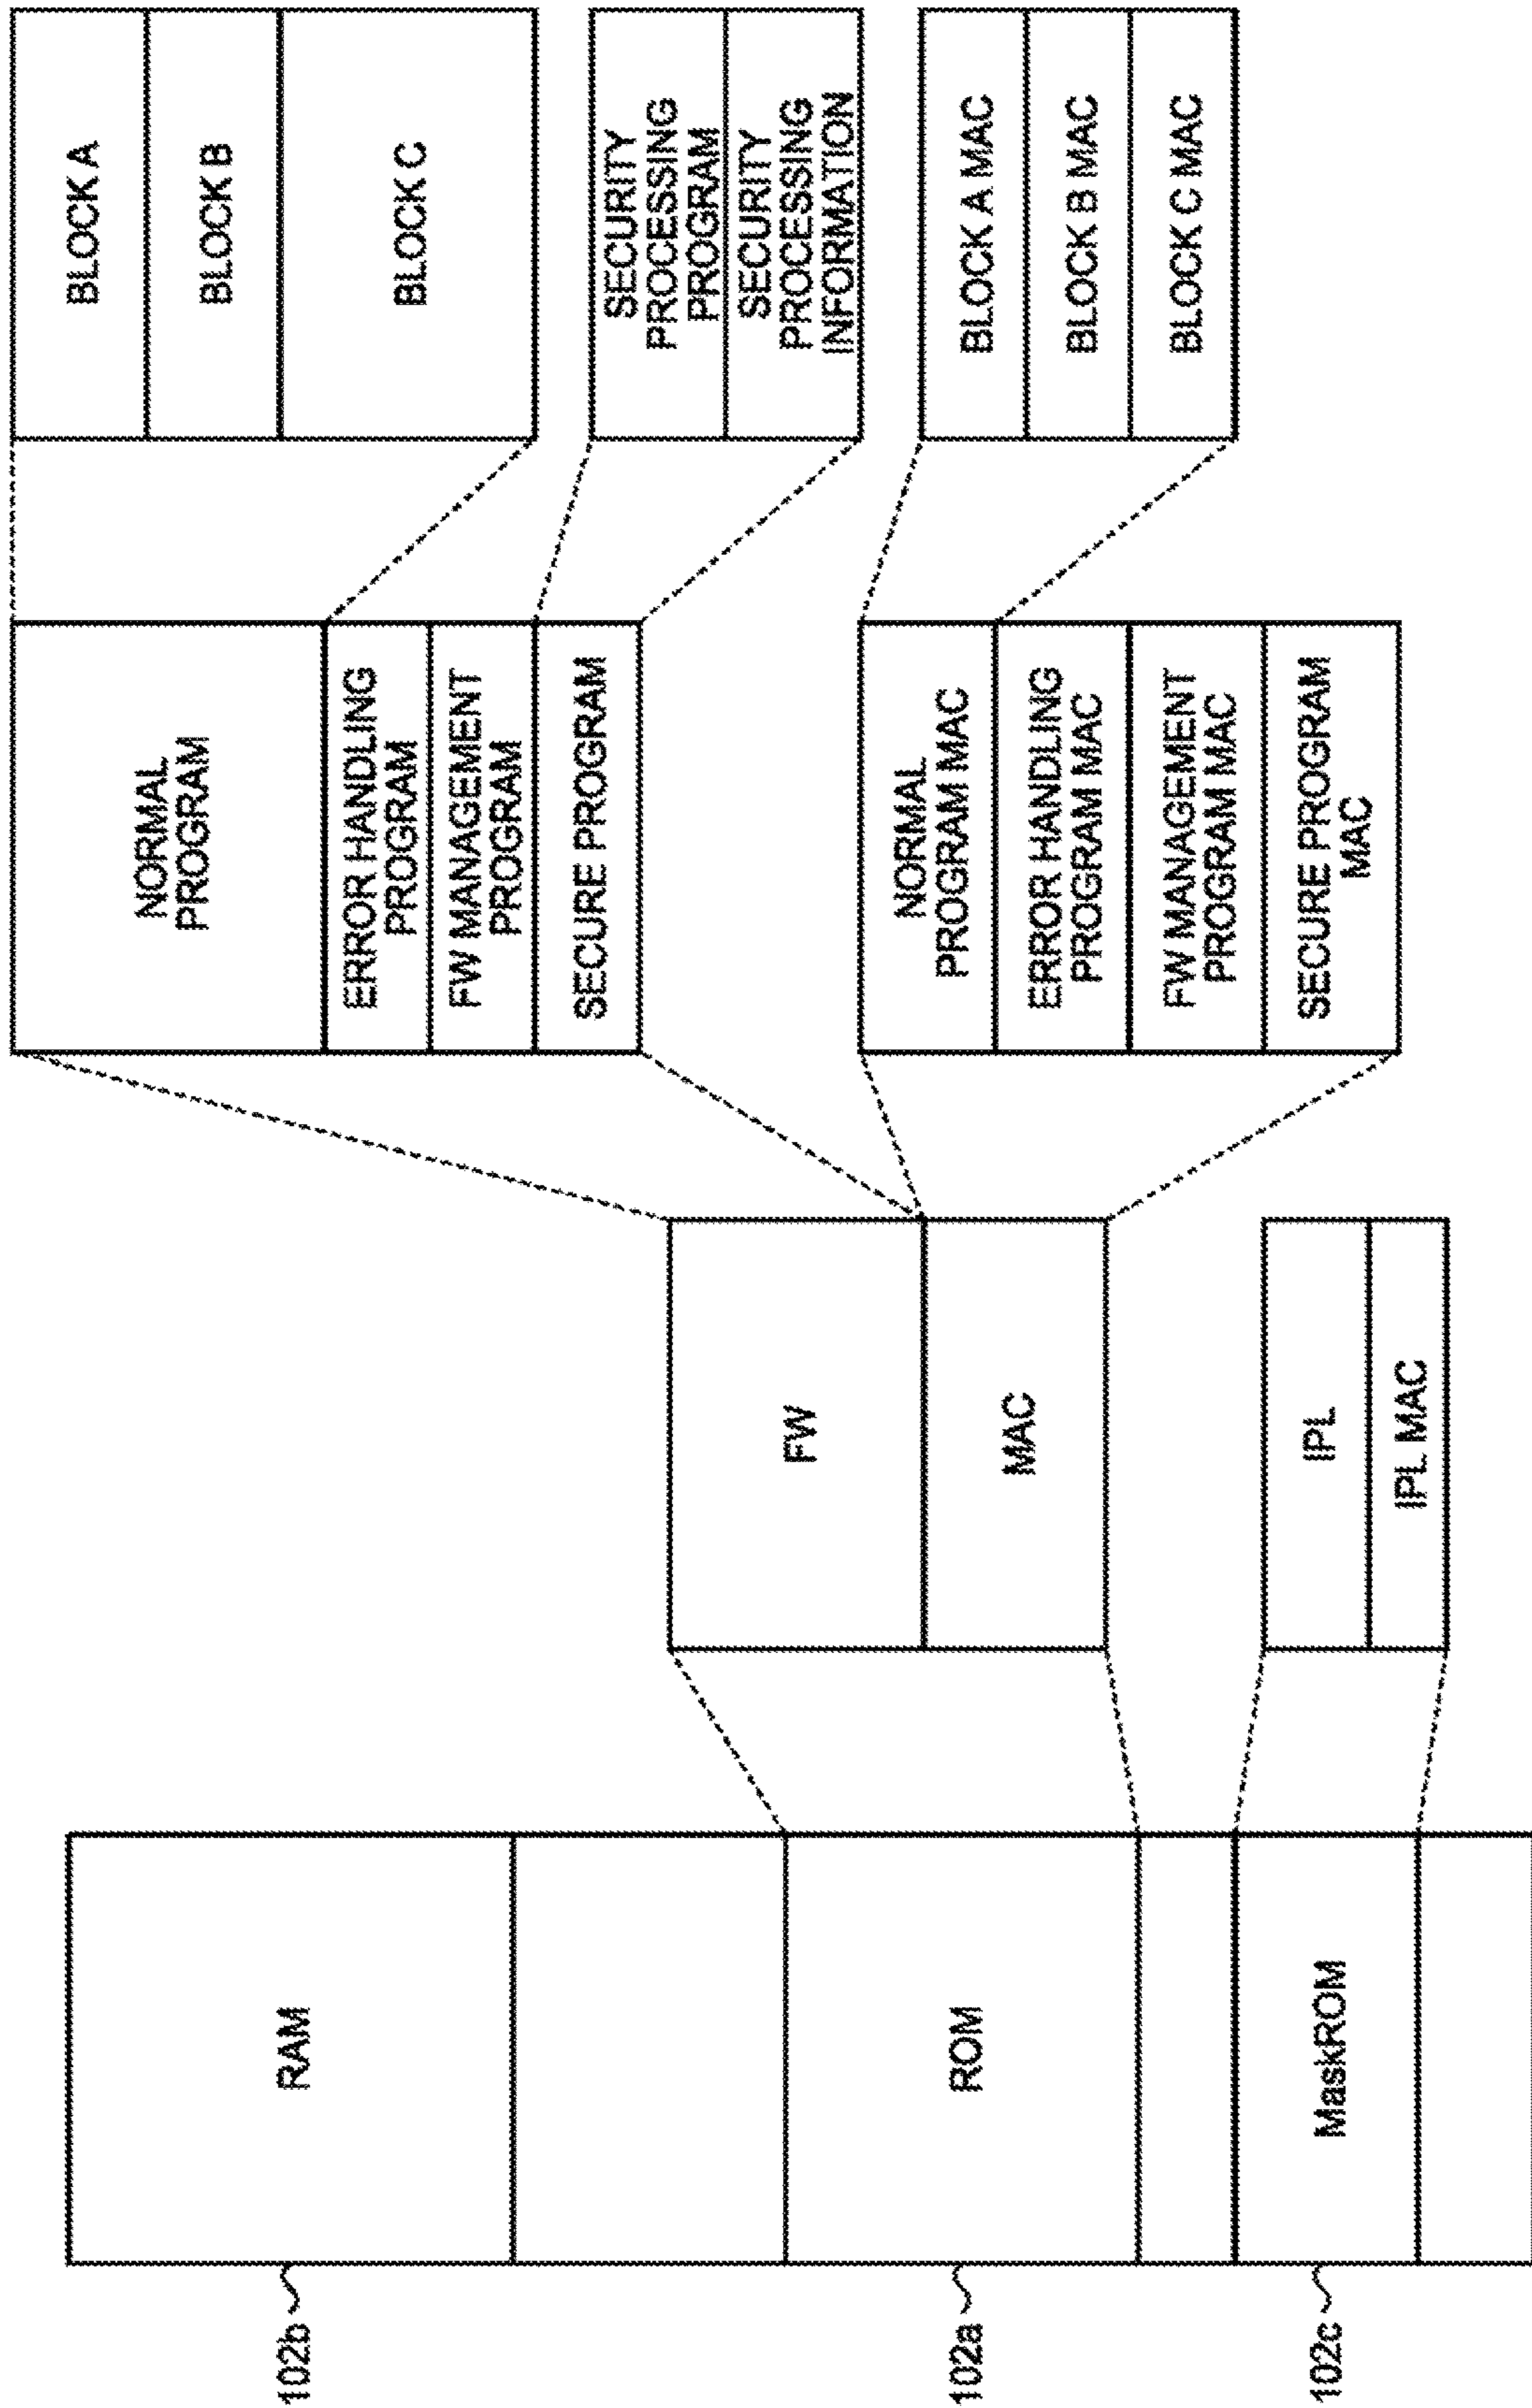 102b
RAM
102a
ROM
102c
MaskROM
FW
MAC
IPL
IPL MAC
NORMAL
PROGRAM
ERROR HANDLING
PROGRAM
FW MANAGEMENT
PROGRAM
SECURE PROGRAM
NORMAL
PROGRAM MAC
ERROR HANDLING
PROGRAM MAC
FW MANAGEMENT
PROGRAM MAC
SECURE PROGRAM
MAC
BLOCK A
BLOCK B
BLOCK C
SECURITY
PROCESSING
PROGRAM
SECURITY
PROCESSING
INFORMATION
BLOCK A MAC
BLOCK B MAC
BLOCK C MAC